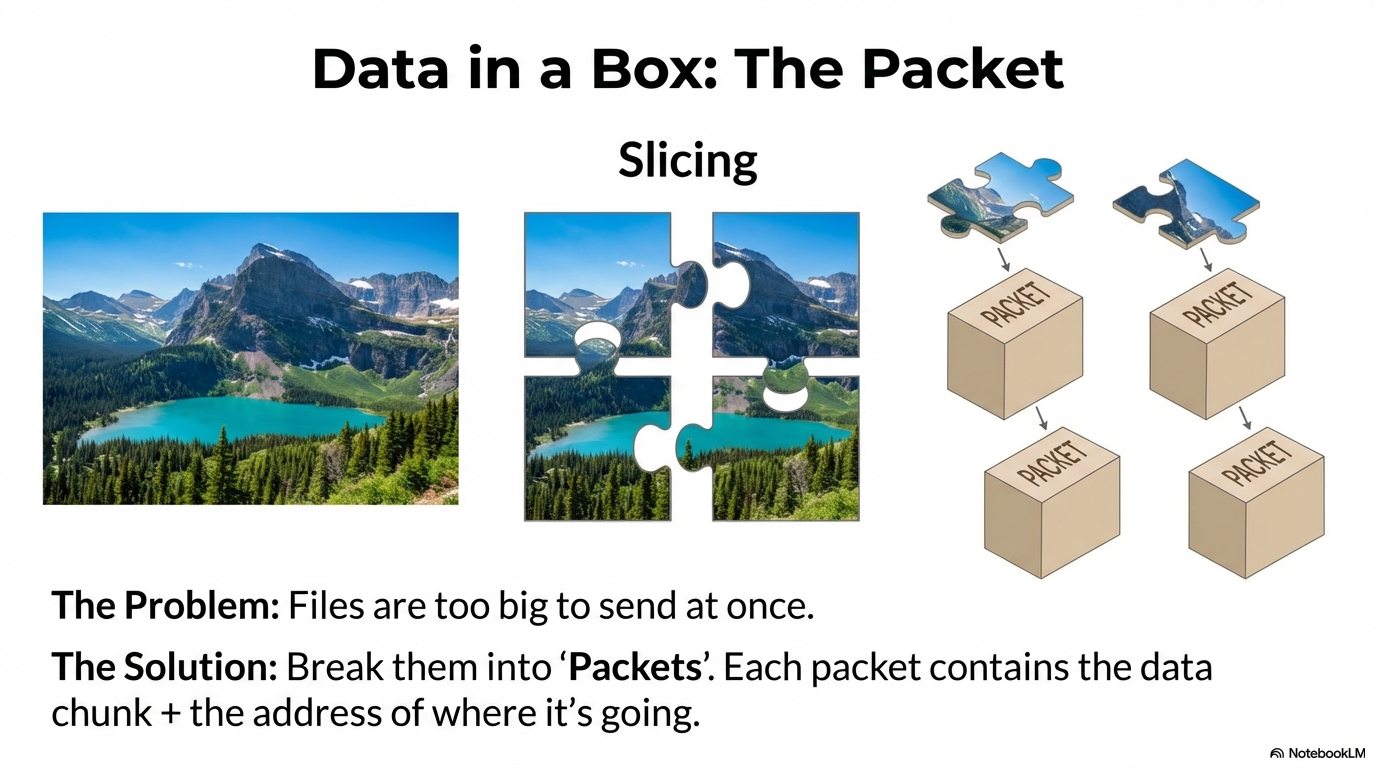 Data in a Box: The Packet
Slicing
PACKET
PACKET
PACKET
PACKET
The Problem: Files are too big to send at once.
The Solution: Break them into ‘Packets’. Each packet contains the data
chunk + the address of where it’s going.
NotebookLM